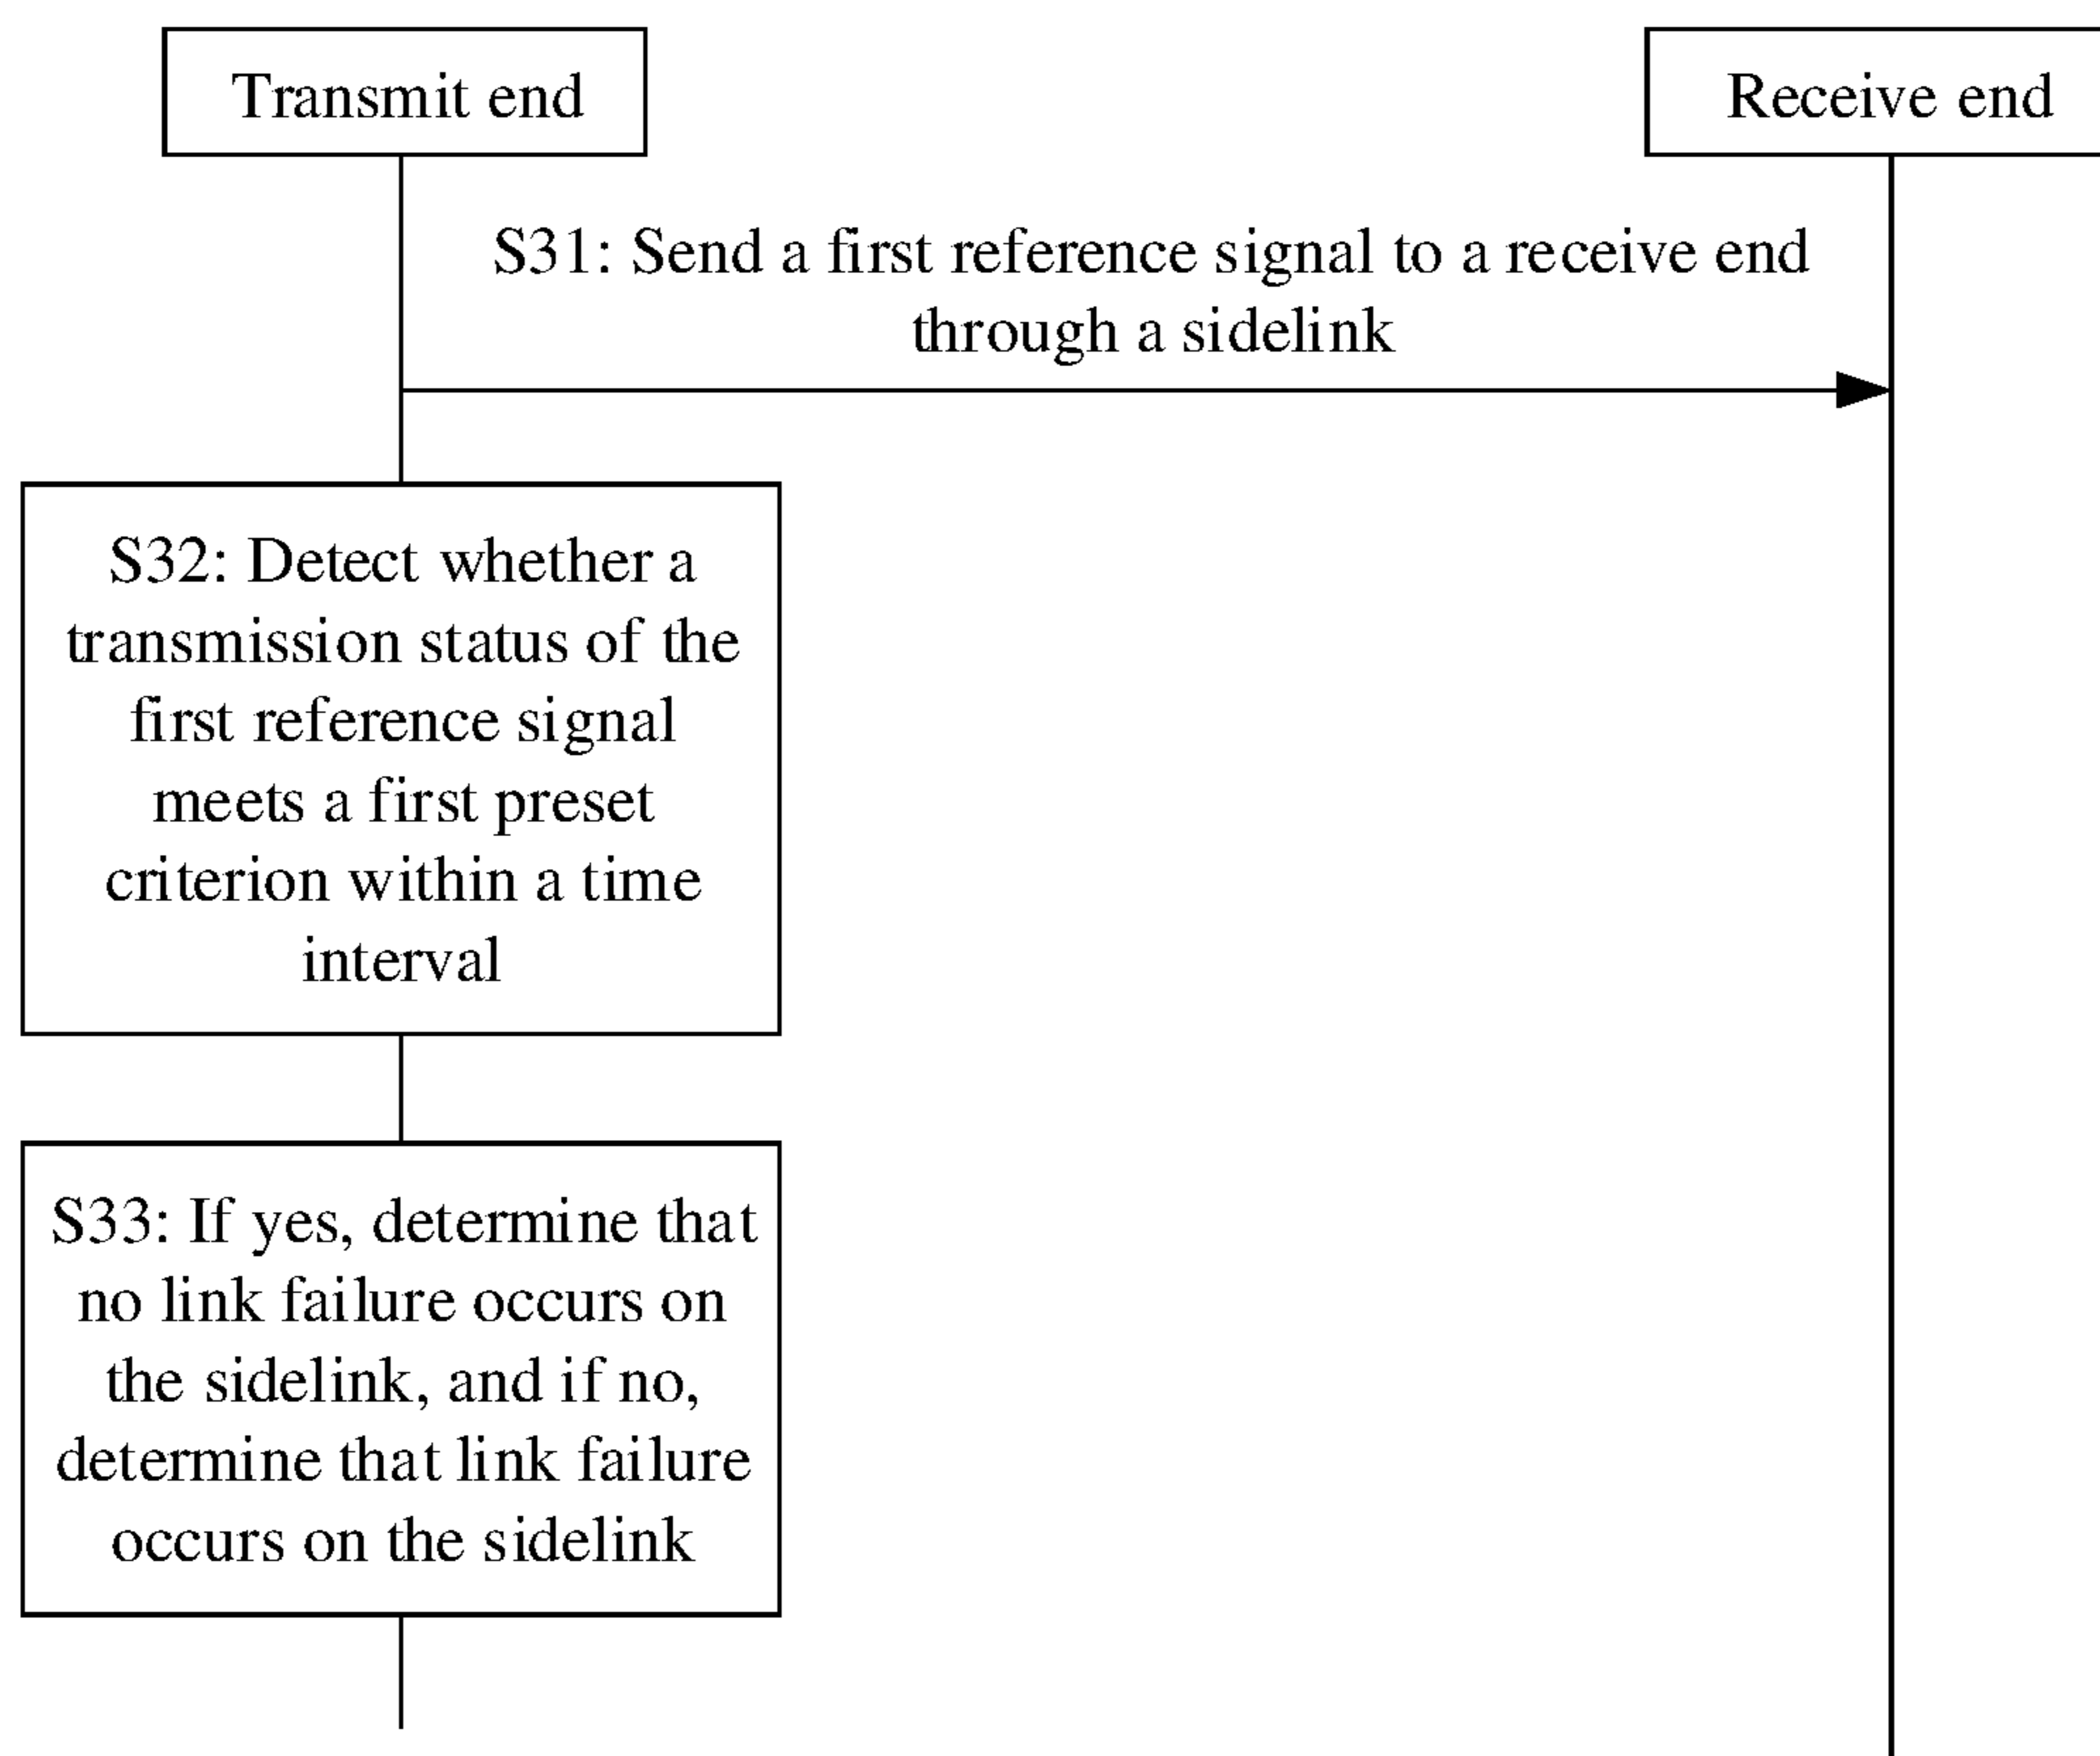 Transmit end
Receive end
S31: Send a first reference signal to a receive end
through a sidelink
S32: Detect whether a
transmission status of the
first reference signal
meets a first preset
criterion within a time
interval
S33: If yes, determine that
no link failure occurs on
the sidelink, and if no,
determine that link failure
occurs on the sidelink